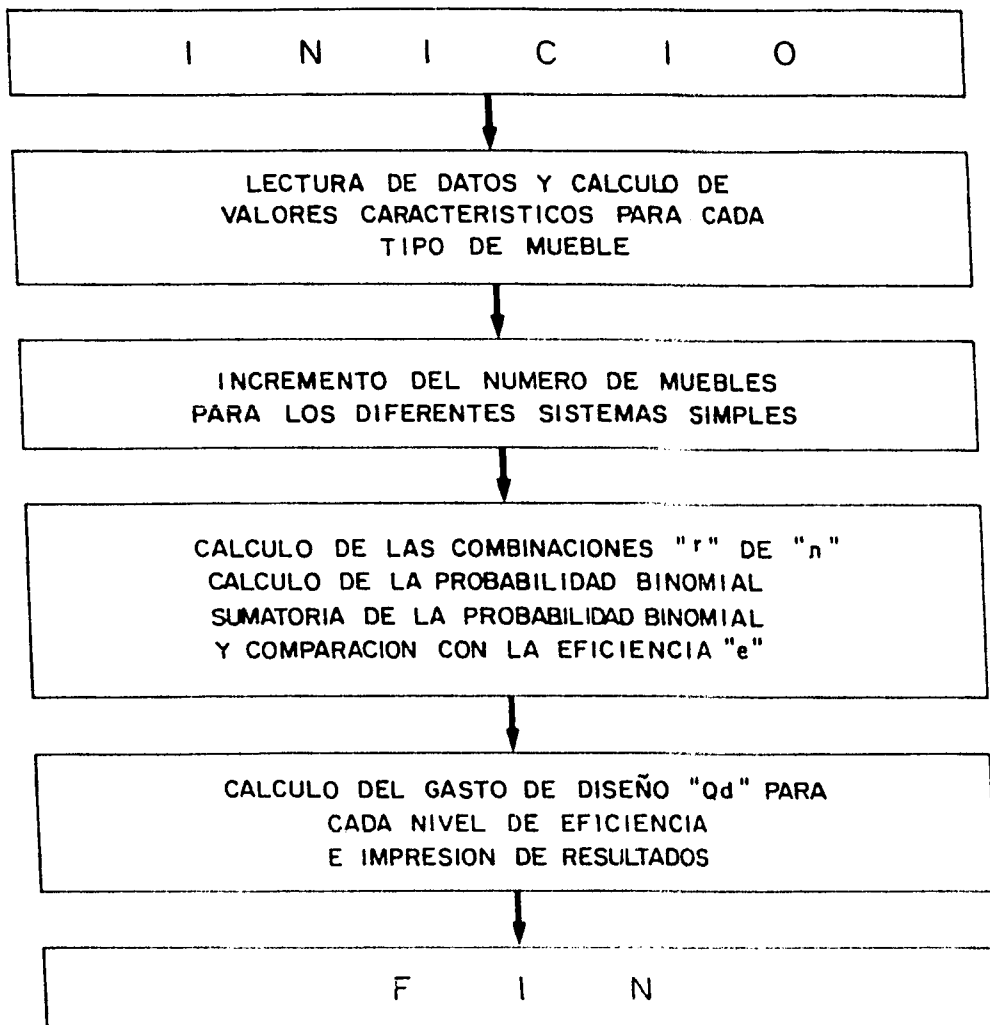 I N I C I O
LECTURA DE DATOS Y CALCULO DE
VALORES CARACTERISTICOS PARA CADA
TIPO DE MUEBLE
INCREMENTO DEL NUMERO DE MUEBLES
PARA LOS DIFERENTES SISTEMAS SIMPLES
CALCULO DE LAS COMBINACIONES "r" DE "n"
CALCULO DE LA PROBABILIDAD BINOMIAL
SUMATORIA DE LA PROBABILIDAD BINOMIAL
Y COMPARACION CON LA EFICIENCIA "e"
CALCULO DEL GASTO DE DISEÑO "Qd" PARA
CADA NIVEL DE EFICIENCIA
E IMPRESION DE RESULTADOS
F I N